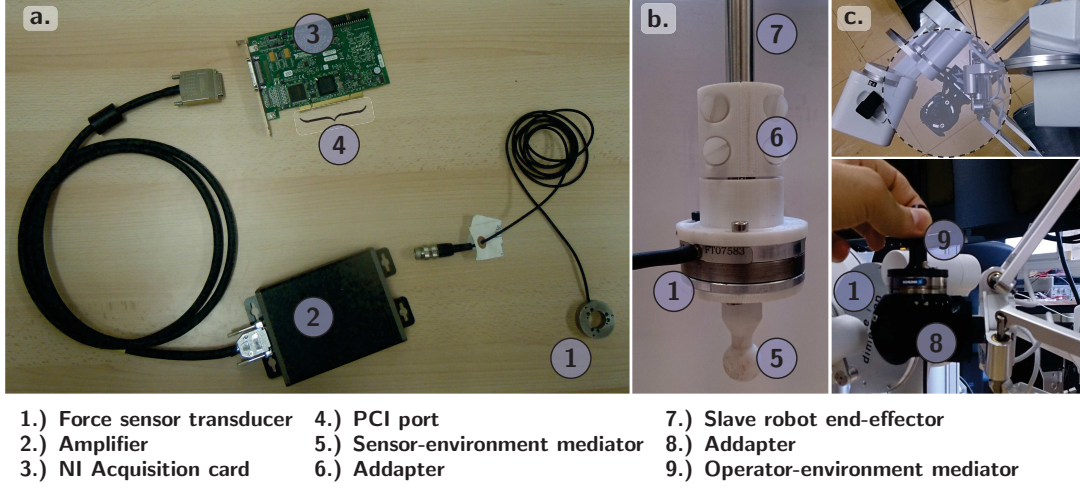 a.
3
4
2
1
b.
7
6
FT07583
1
5
c.
9
1
8
1.) Force sensor transducer
2.) Amplifier
3.) NI Acquisition card
4.) PCI port
5.) Sensor-environment mediator
6.) Addapter
7.) Slave robot end-effector
8.) Addapter
9.) Operator-environment mediator